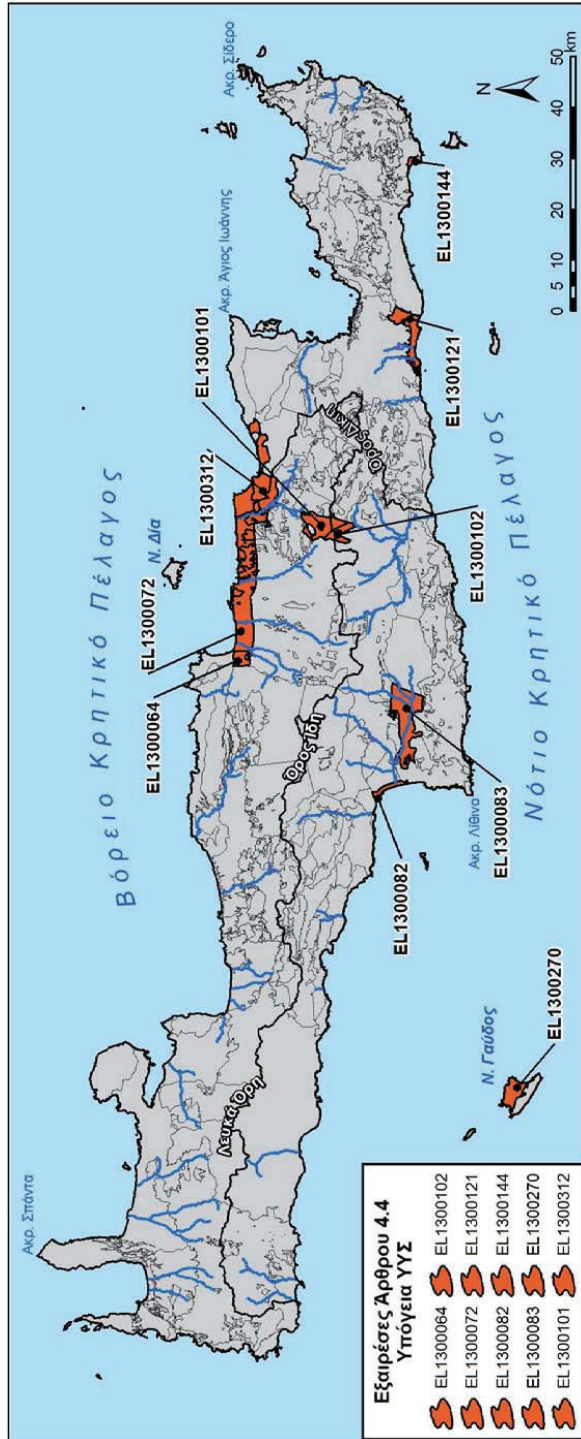 Ακρ. Σπάντα
Βόρειο Κρητικό Πέλαγος
Ν. Δία
Ακρ. Άγιος Ιωάννης
Ακρ. Σίδερο
EL1300064
EL1300072
EL1300312
EL1300101
Λευκά Όρη
Όρος Ίδη
Όρος Δίκτη
EL1300082
Ακρ. Λίθινο
EL1300083
EL1300102
EL1300121
EL1300144
Νότιο Κρητικό Πέλαγος
Ν. Γαύδος
EL1300270
N
0 5 10 20 30 40 50
km
Εξαιρέσες Άρθρου 4.4
Υπόγεια ΥΥΣ
EL1300064 EL1300102
EL1300072 EL1300121
EL1300082 EL1300144
EL1300083 EL1300270
EL1300101 EL1300312